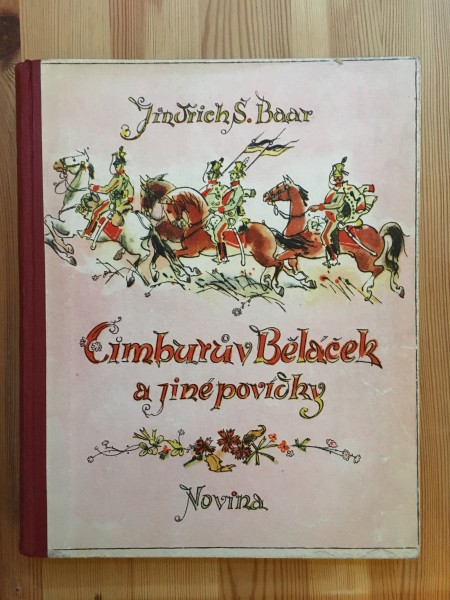 Jindřich Š. Baar
Cimburův Běláček
a jiné povídky
Novina